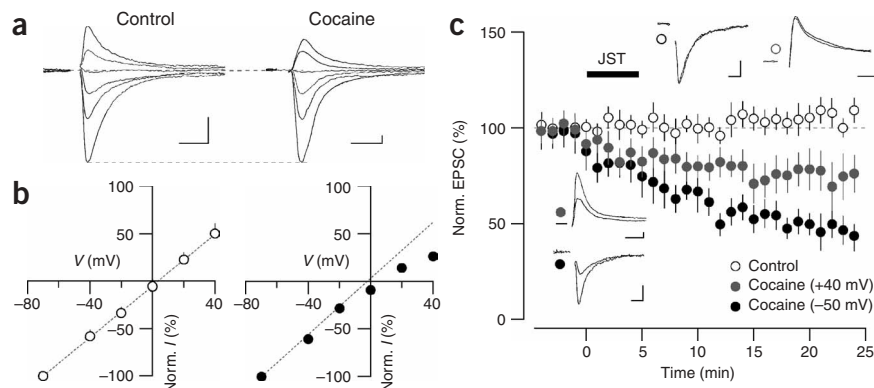 a
Control
Cocaine
b
100
50
V (mV)
−80
−40
40
−50
−100
Norm. I (%)
100
50
V (mV)
−80
−40
40
−50
−100
Norm. I (%)
c
JST
Norm. EPSC (%)
100
50
0
Control
Cocaine (+40 mV)
Cocaine (−50 mV)
0
5
10
15
20
25
Time (min)